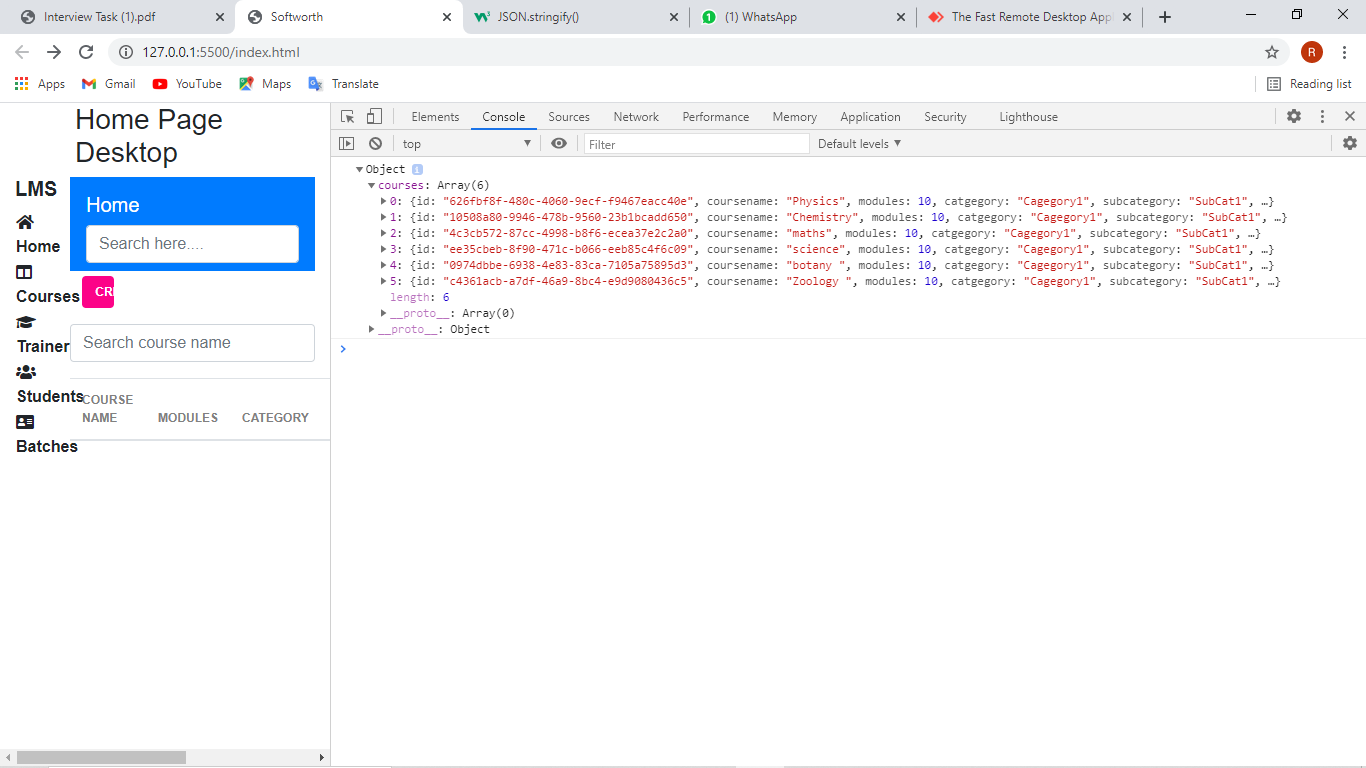 Interview Task (1).pdf
Softworth
JSON.stringify()
1
(1) WhatsApp
The Fast Remote Desktop Appl
127.0.0.1:5500/index.html
R
Apps
Gmail
YouTube
Maps
Translate
Reading list
Home Page
Desktop
LMS
Home
Search here....
Home
Courses
CRE
Trainer
Search course name
Students
COURSE
NAME
MODULES
CATEGORY
Batches
Elements
Console
Sources
Network
Performance
Memory
Application
Security
Lighthouse
top
Filter
Default levels
Object i
courses: Array(6)
0: {id: "626fbf8f-480c-4060-9ecf-f9467eacc40e", coursename: "Physics", modules: 10, catgegory: "Cagegory1", subcategory: "SubCat1", …}
1: {id: "10508a80-9946-478b-9560-23b1bcadd650", coursename: "Chemistry", modules: 10, catgegory: "Cagegory1", subcategory: "SubCat1", …}
2: {id: "4c3cb572-87cc-4998-b8f6-ecea37e2c2a0", coursename: "maths", modules: 10, catgegory: "Cagegory1", subcategory: "SubCat1", …}
3: {id: "ee35cbeb-8f90-471c-b066-eeb85c4f6c09", coursename: "science", modules: 10, catgegory: "Cagegory1", subcategory: "SubCat1", …}
4: {id: "0974dbbe-6938-4e83-83ca-7105a75895d3", coursename: "botany ", modules: 10, catgegory: "Cagegory1", subcategory: "SubCat1", …}
5: {id: "c4361acb-a7df-46a9-8bc4-e9d9080436c5", coursename: "Zoology ", modules: 10, catgegory: "Cagegory1", subcategory: "SubCat1", …}
length: 6
__proto__: Array(0)
__proto__: Object